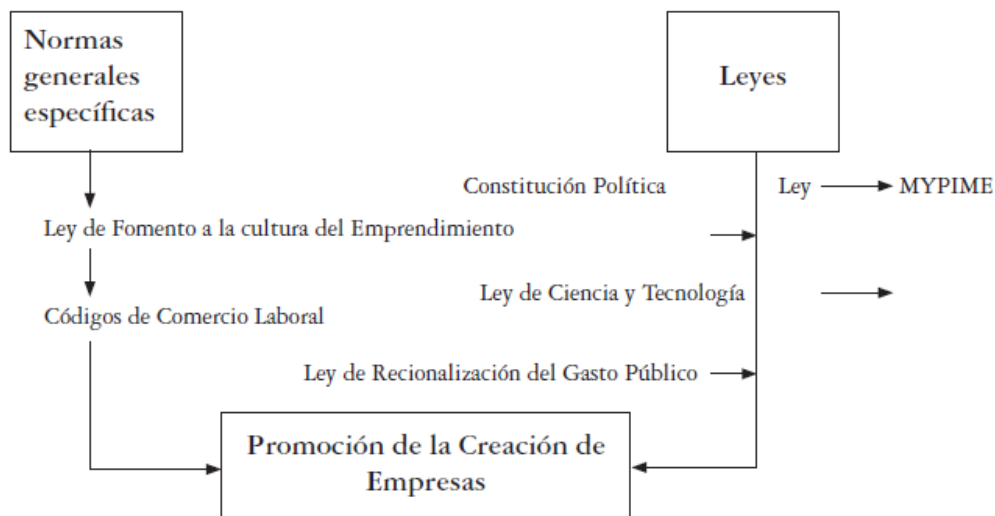 Normas
generales
específicas
Leyes
Constitución Política
Ley
MYPIME
Ley de Fomento a la cultura del Emprendimiento
Ley de Ciencia y Tecnología
Códigos de Comercio Laboral
Ley de Recionalización del Gasto Público
Promoción de la Creación de
Empresas